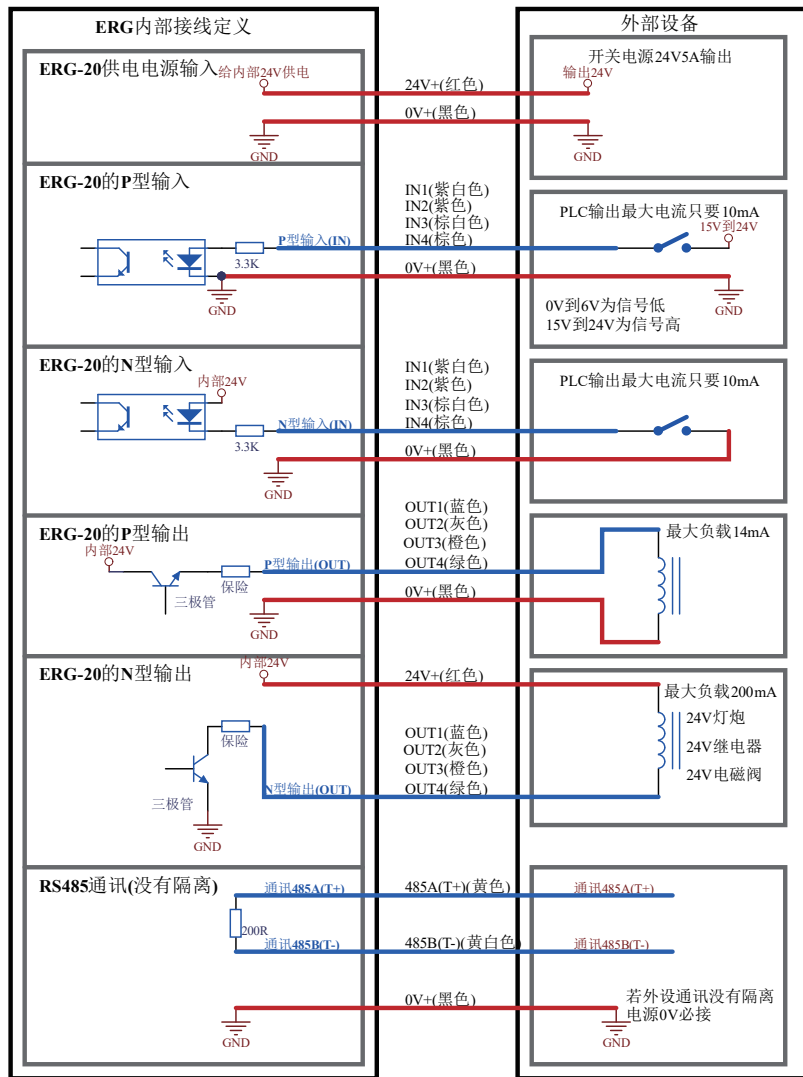 ERG内部接线定义
外部设备
ERG-20供电电源输入
给内部24V供电
24V+(红色)
0V+(黑色)
GND
开关电源24V5A输出
输出24V
GND
ERG-20的P型输入
3.3K
P型输入(IN)
GND
IN1(紫白色)
IN2(紫色)
IN3(棕白色)
IN4(棕色)
0V+(黑色)
PLC输出最大电流只要10mA
15V到24V
GND
0V到6V为信号低
15V到24V为信号高
ERG-20的N型输入
内部24V
3.3K
N型输入(IN)
GND
IN1(紫白色)
IN2(紫色)
IN3(棕白色)
IN4(棕色)
0V+(黑色)
PLC输出最大电流只要10mA
ERG-20的P型输出
内部24V
三极管
保险
P型输出(OUT)
GND
OUT1(蓝色)
OUT2(灰色)
OUT3(橙色)
OUT4(绿色)
0V+(黑色)
最大负载14mA
ERG-20的N型输出
内部24V
保险
三极管
N型输出(OUT)
GND
24V+(红色)
OUT1(蓝色)
OUT2(灰色)
OUT3(橙色)
OUT4(绿色)
最大负载200mA
24V灯炮
24V继电器
24V电磁阀
RS485通讯(没有隔离)
通讯485A(T+)
200R
通讯485B(T-)
GND
485A(T+)(黄色)
485B(T-)(黄白色)
0V+(黑色)
通讯485A(T+)
通讯485B(T-)
GND
若外设通讯没有隔离
电源0V必接